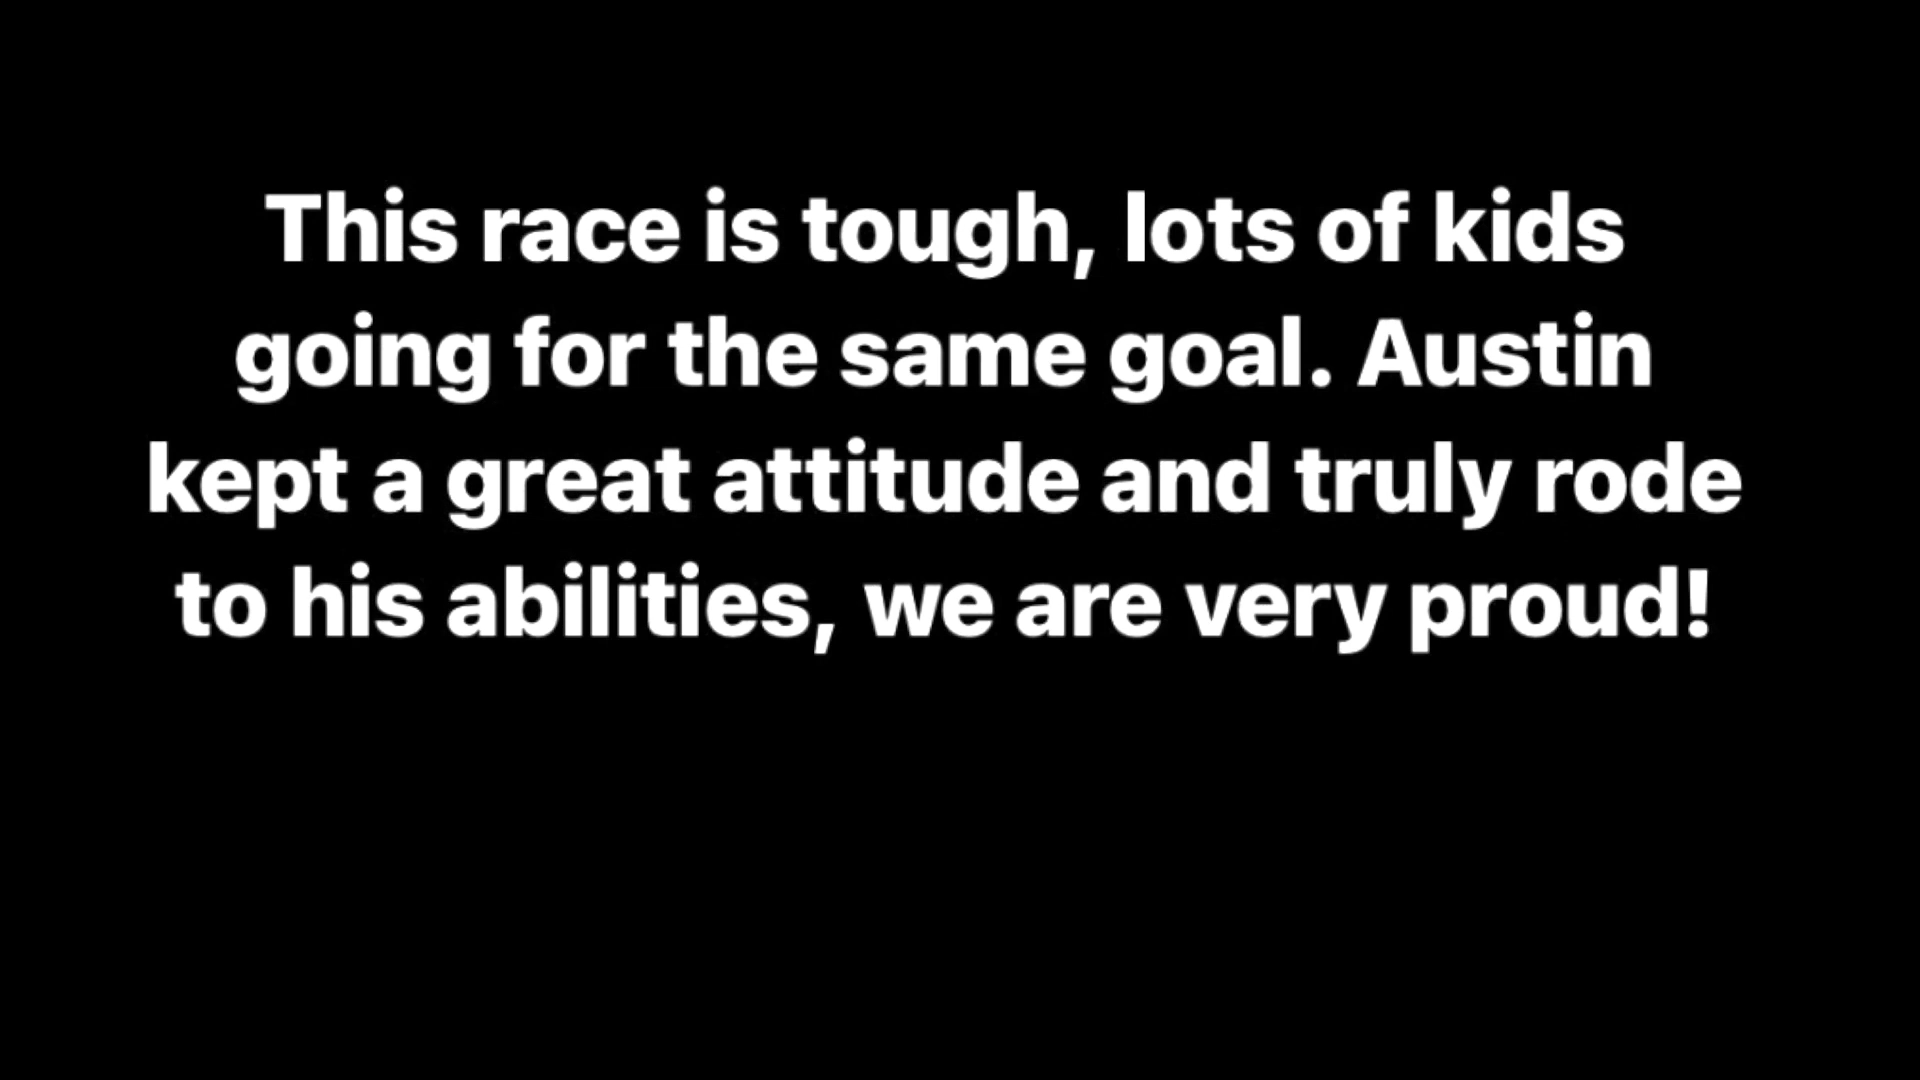 This race is tough, lots of kids
going for the same goal. Austin
kept a great attitude and truly rode
to his abilities, we are very proud!